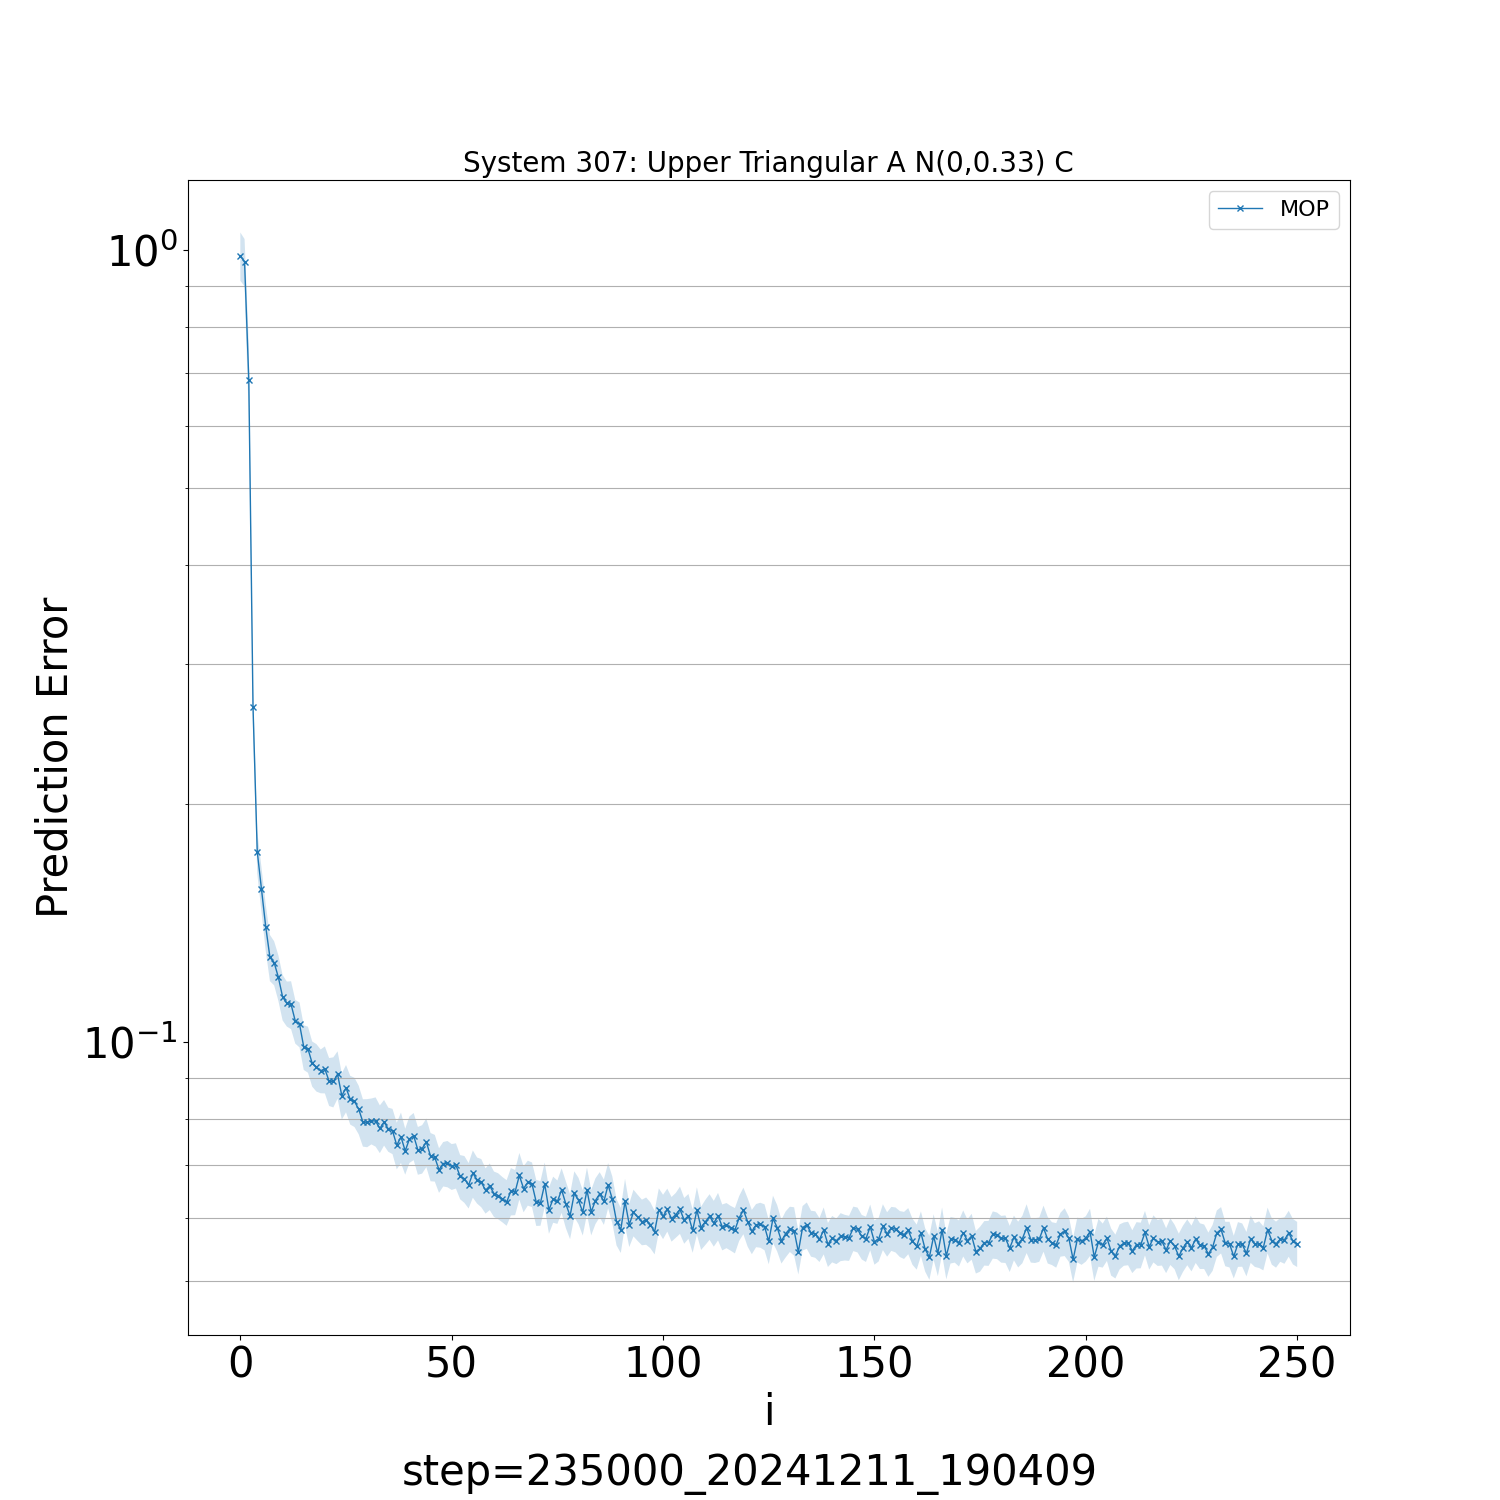 System 307: Upper Triangular A N(0,0.33) C
MOP
10⁰
10⁻¹
Prediction Error
0 50 100 150 200 250
i
step=235000_20241211_190409